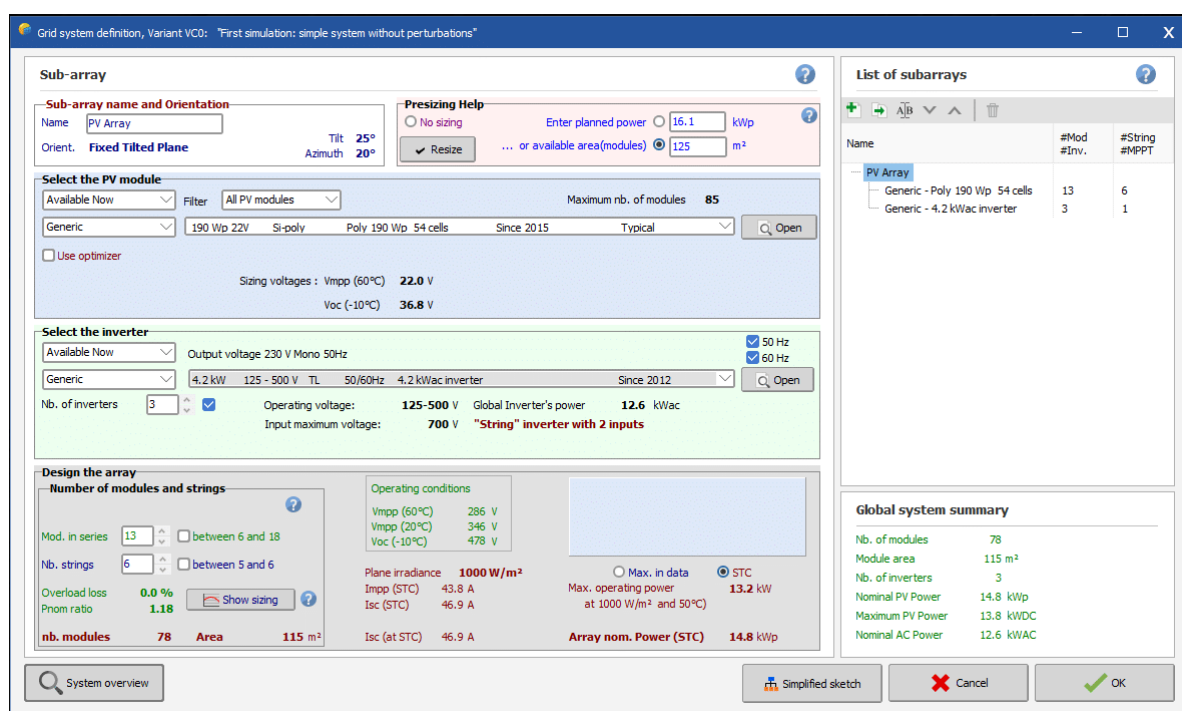 Grid system definition, Variant VC0: "First simulation: simple system without perturbations"
Sub-array
?
Sub-array name and Orientation
Name PV Array
Orient. Fixed Tilted Plane
Tilt 25°
Azimuth 20°
Presizing Help
?
No sizing
Enter planned power 16.1 kWp
Resize
... or available area(modules) 125 m²
Select the PV module
Available Now Filter All PV modules Maximum nb. of modules 85
Generic 190 Wp 22V Si-poly Poly 190 Wp 54 cells Since 2015 Typical Open
Use optimizer
Sizing voltages : Vmpp (60°C) 22.0 V
Voc (-10°C) 36.8 V
Select the inverter
Available Now Output voltage 230 V Mono 50Hz
50 Hz
60 Hz
Generic 4.2 kW 125 - 500 V TL 50/60Hz 4.2 kWac inverter Since 2012 Open
Nb. of inverters 3 Operating voltage: 125-500 V Global Inverter's power 12.6 kWac
Input maximum voltage: 700 V "String" inverter with 2 inputs
Design the array
Number of modules and strings
?
Mod. in series 13 between 6 and 18
Nb. strings 6 between 5 and 6
Overload loss 0.0 %
Pnom ratio 1.18
Show sizing ?
nb. modules 78 Area 115 m²
Operating conditions
Vmpp (60°C) 286 V
Vmpp (20°C) 346 V
Voc (-10°C) 478 V
Plane irradiance 1000 W/m²
Impp (STC) 43.8 A
Isc (STC) 46.9 A
Isc (at STC) 46.9 A
Max. in data STC
Max. operating power 13.2 kW
at 1000 W/m² and 50°C)
Array nom. Power (STC) 14.8 kWp
List of subarrays
?
A|B
Name
#Mod #String
#Inv. #MPPT
PV Array
Generic - Poly 190 Wp 54 cells 13 6
Generic - 4.2 kWac inverter 3 1
Global system summary
Nb. of modules 78
Module area 115 m²
Nb. of inverters 3
Nominal PV Power 14.8 kWp
Maximum PV Power 13.8 kWDC
Nominal AC Power 12.6 kWAC
System overview
Simplified sketch
Cancel
OK